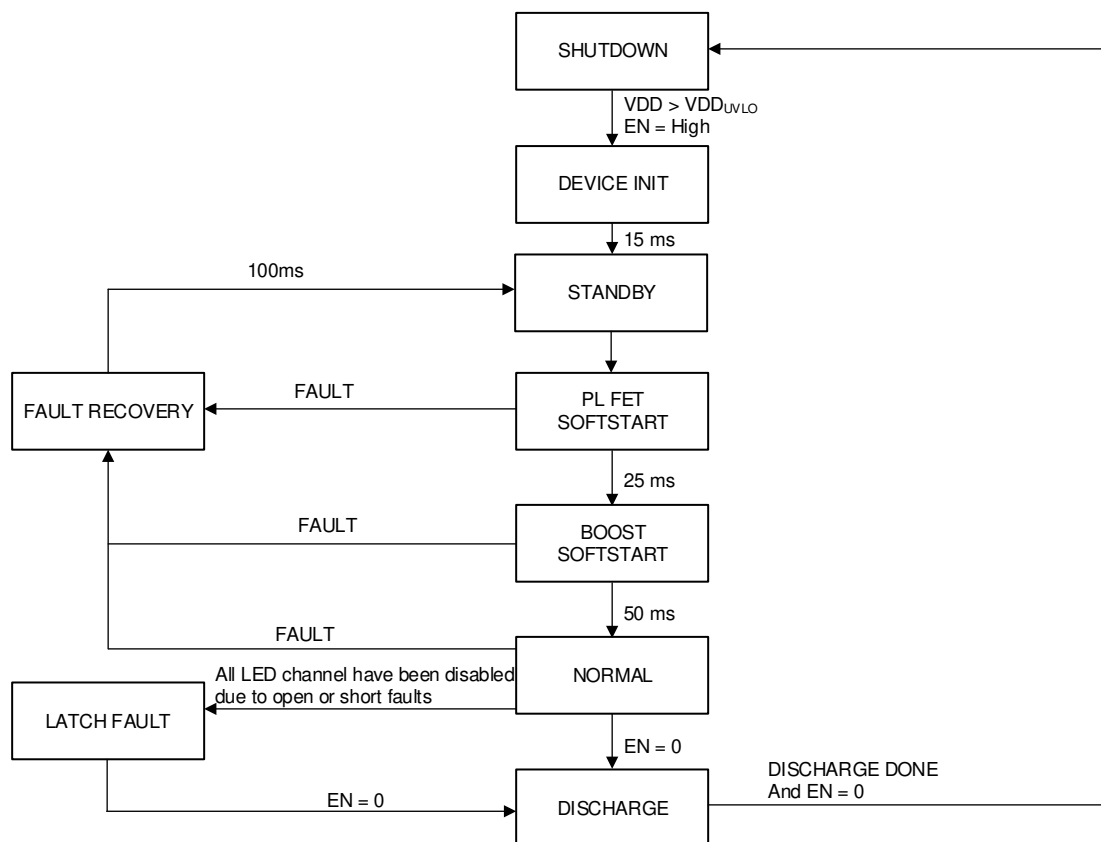 SHUTDOWN
VDD > VDDUVLO
EN = High
DEVICE INIT
15 ms
100ms
STANDBY
FAULT RECOVERY
FAULT
PL FET
SOFTSTART
25 ms
FAULT
BOOST
SOFTSTART
50 ms
FAULT
All LED channel have been disabled
due to open or short faults
NORMAL
LATCH FAULT
EN = 0
DISCHARGE DONE
And EN = 0
EN = 0
DISCHARGE